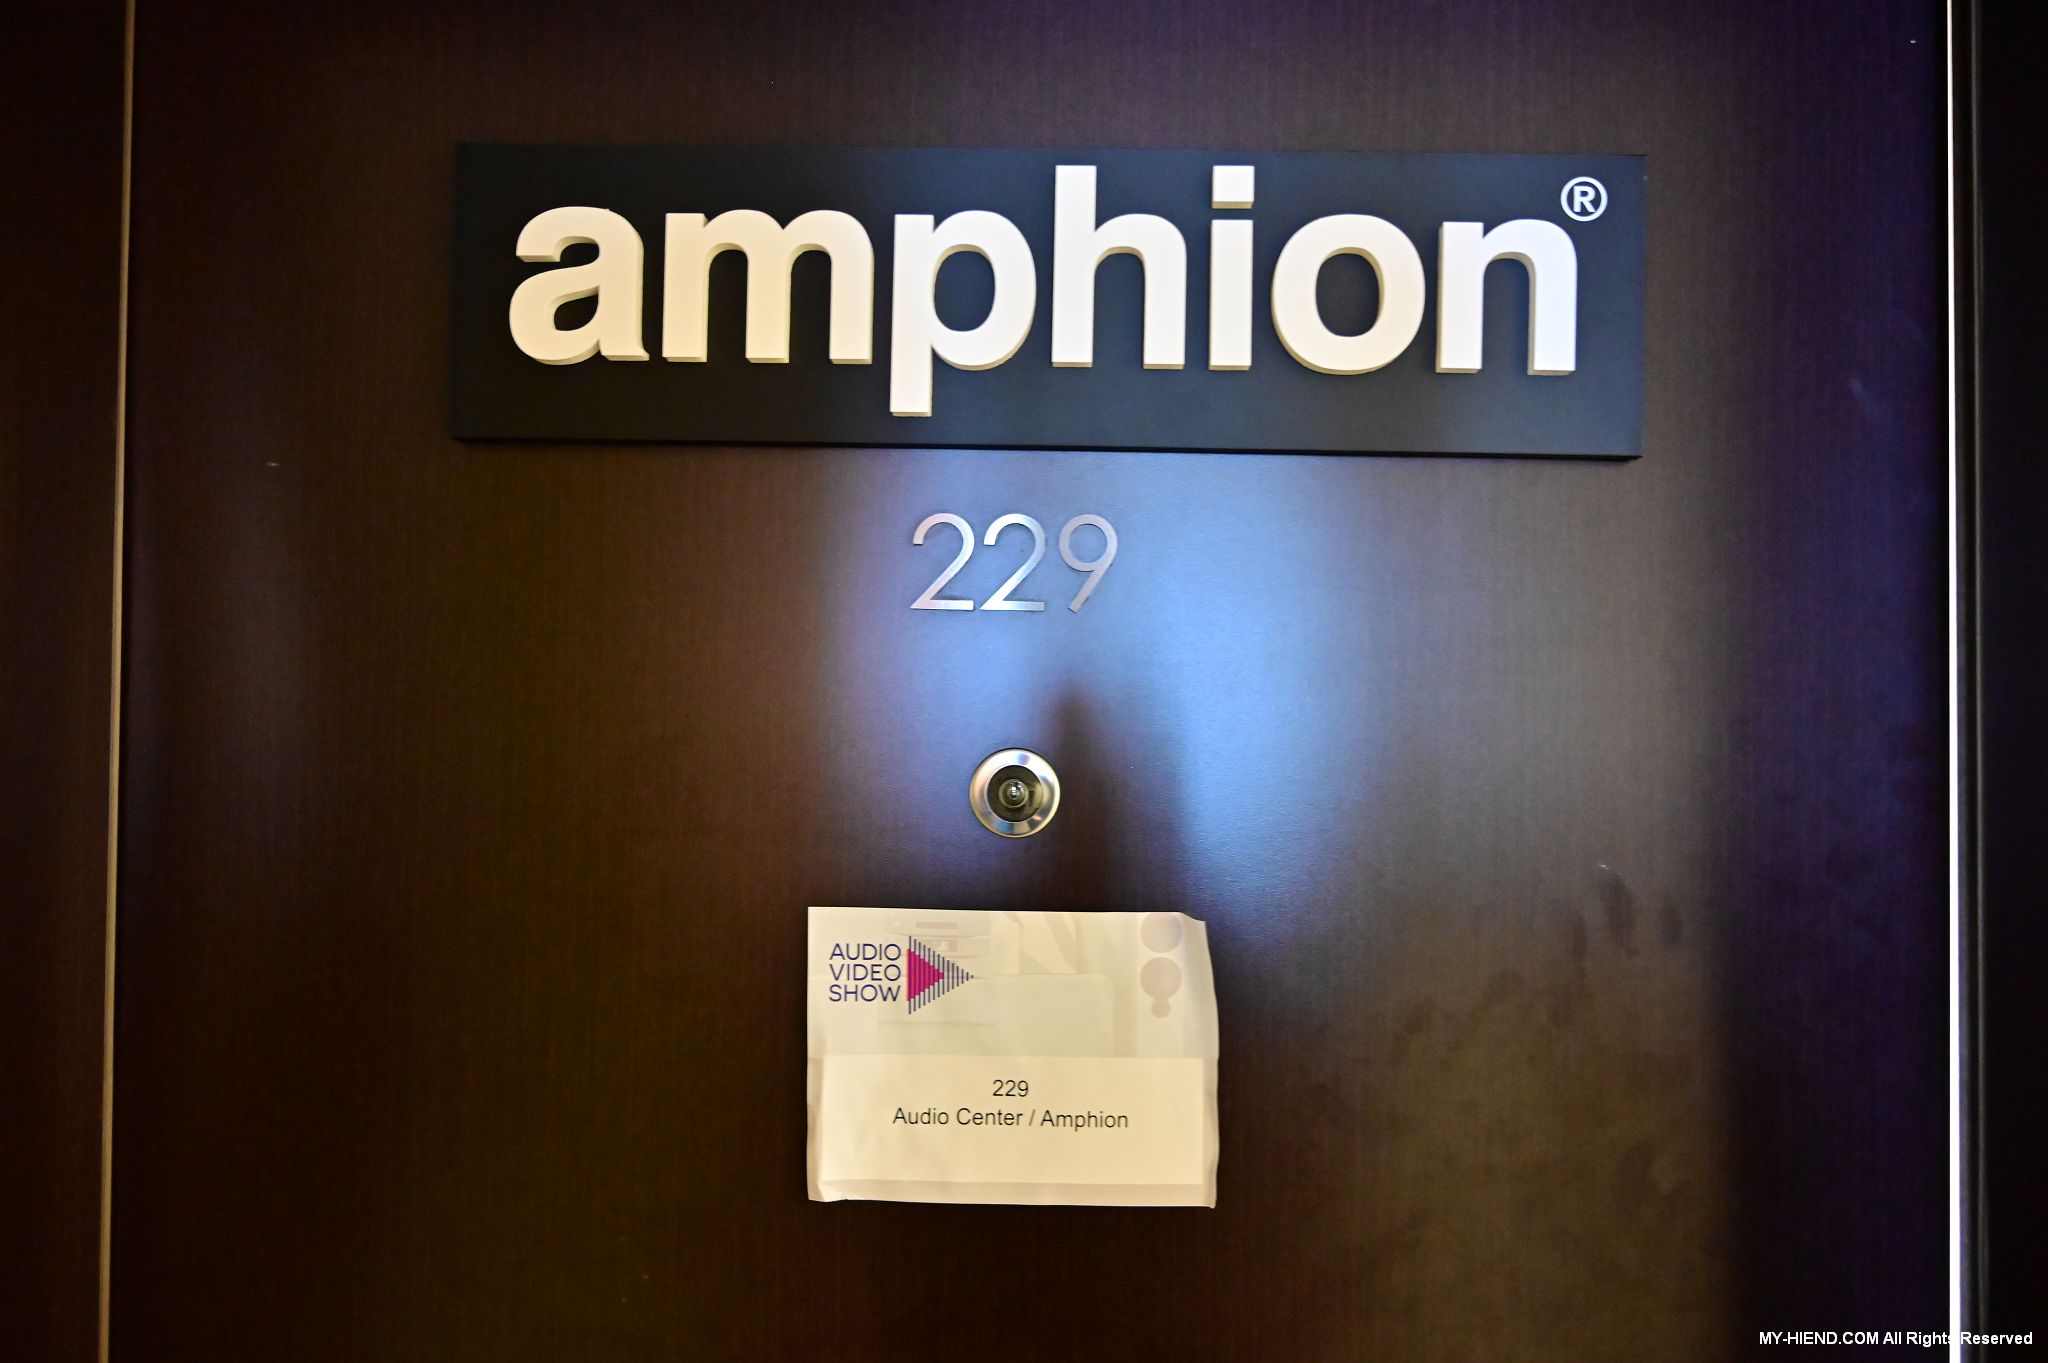 amphion®
229
AUDIO
VIDEO
SHOW
229
Audio Center / Amphion
MY-HIEND.COM All Rights Reserved